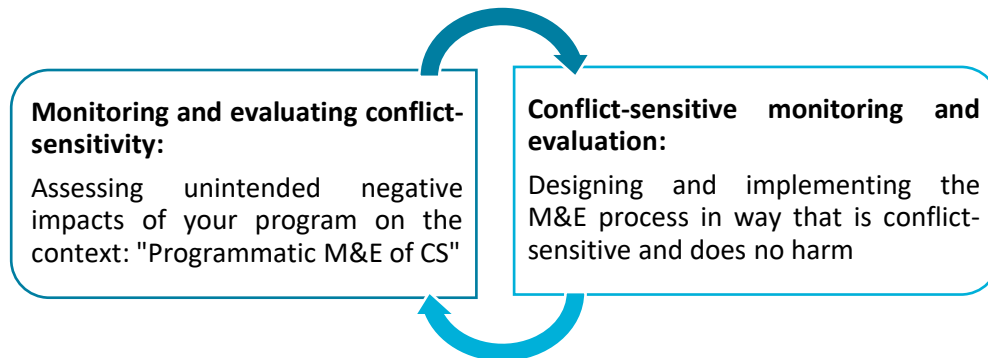 Monitoring and evaluating conflict-
sensitivity:
Assessing unintended negative
impacts of your program on the
context: "Programmatic M&E of CS"
Conflict-sensitive monitoring and
evaluation:
Designing and implementing the
M&E process in way that is conflict-
sensitive and does no harm